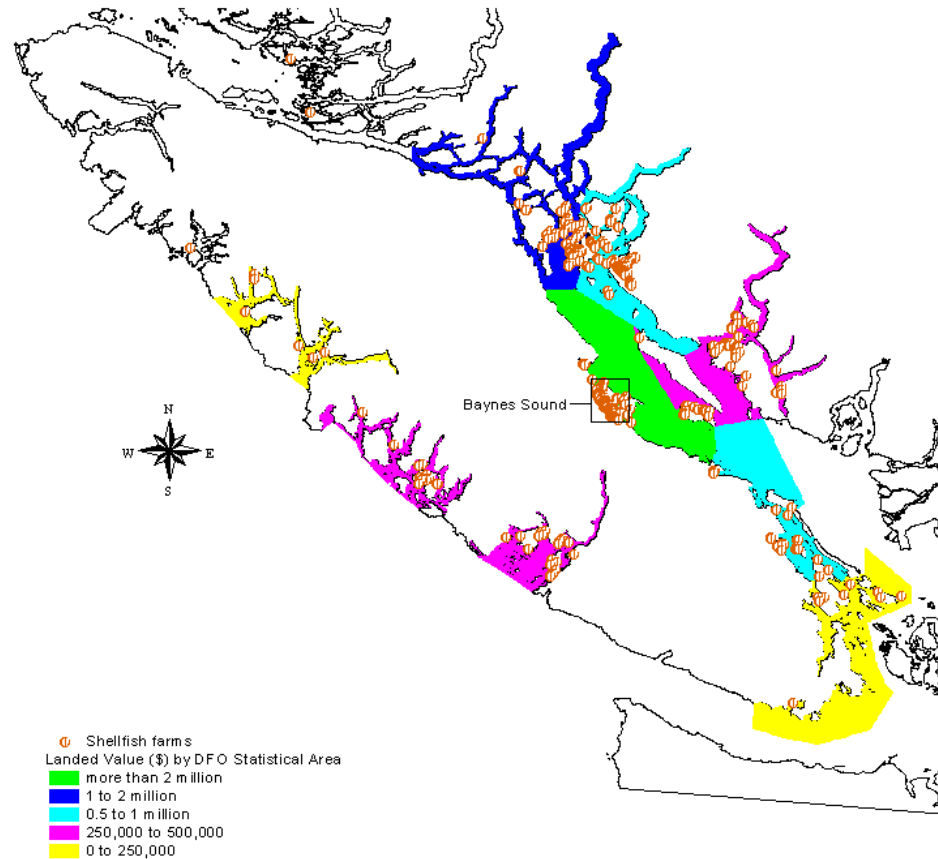 Baynes Sound
N
W E
S
Shellfish farms
Landed Value ($) by DFO Statistical Area
more than 2 million
1 to 2 million
0.5 to 1 million
250,000 to 500,000
0 to 250,000